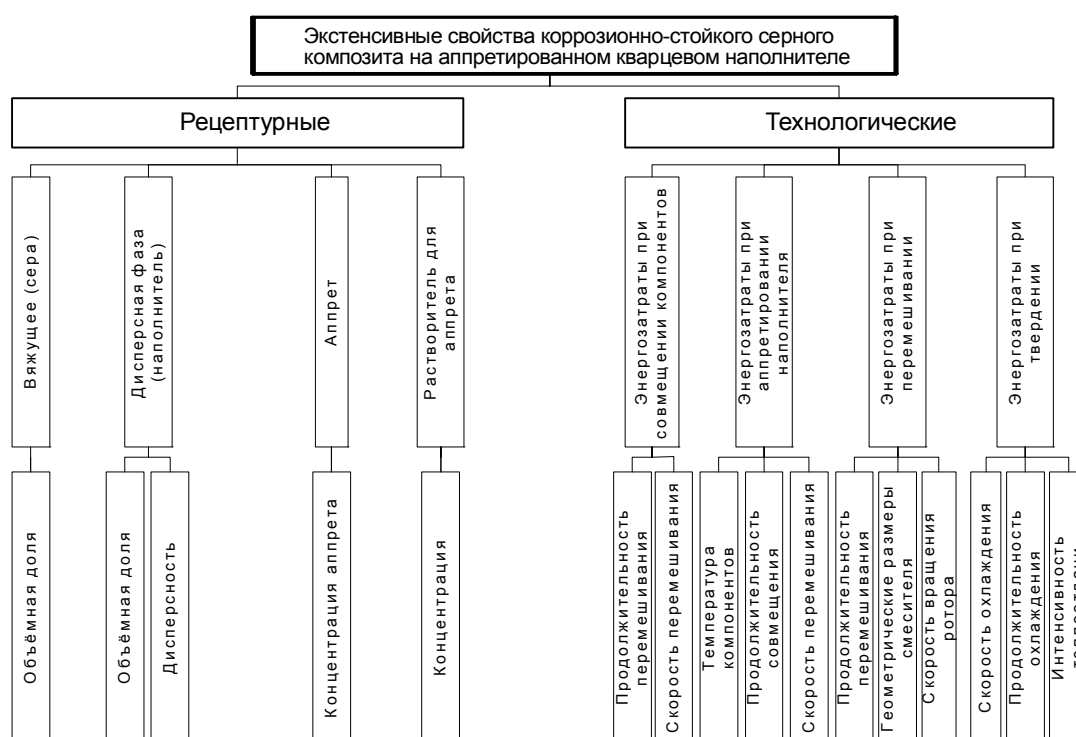 Экстенсивные свойства коррозионно-стойкого серного
композита на аппретированном кварцевом наполнителе
Рецептурные
Технологические
Вяжущее (сера)
Дисперсная фаза
(наполнитель)
Аппрет
Растворитель для
аппрета
Энергозатраты при
совмещении компонентов
Энергозатраты при
аппретировании
наполнителя
Энергозатраты при
перемешивании
Энергозатраты при
твердении
Объёмная доля
Объёмная доля
Дисперсность
Концентрация аппрета
Концентрация
Продолжительность
перемешивания
Скорость перемешивания
Температура
компонентов
Продолжительность
совмещения
Скорость перемешивания
Продолжительность
перемешивания
Геометрические размеры
смесителя
Скорость вращения
ротора
Скорость охлаждения
Продолжительность
охлаждения
Интенсивность